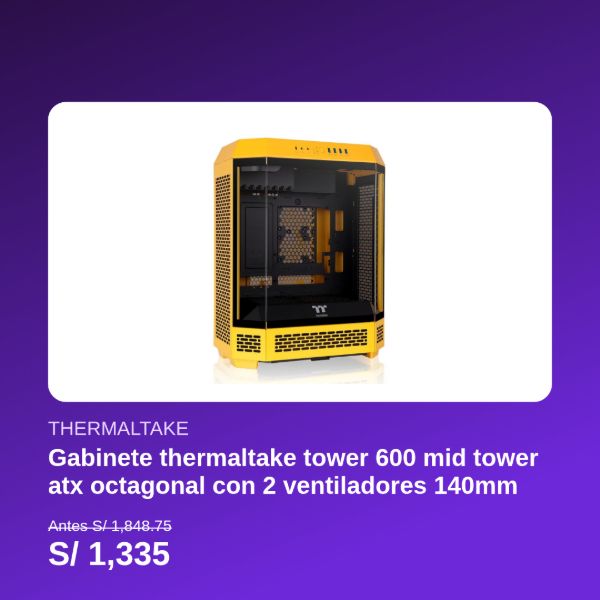 THERMALTAKE
Gabinete thermaltake tower 600 mid tower
atx octagonal con 2 ventiladores 140mm
Antes S/ 1,848.75
S/ 1,335